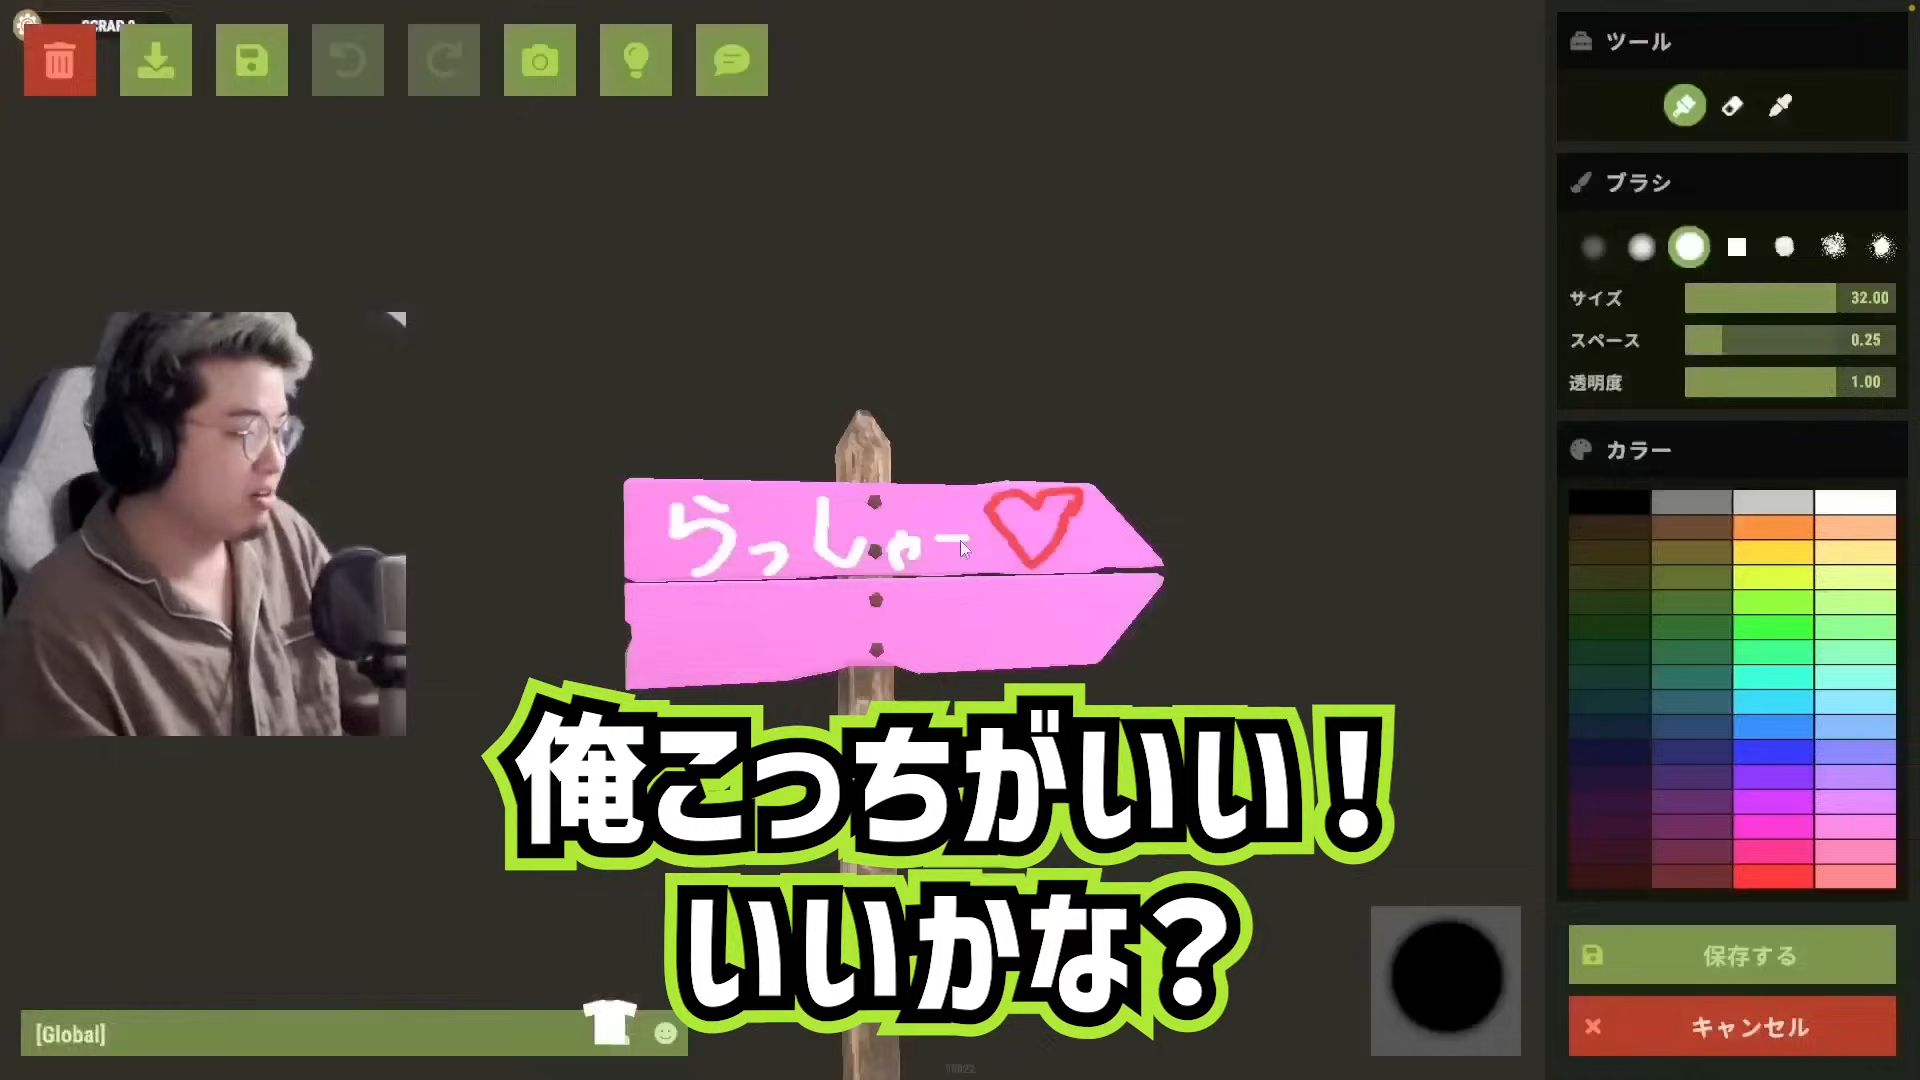 ツール
ブラシ
サイズ 32.00
スペース 0.25
透明度 1.00
カラー
らっしゃー♡
俺こっちがいい！
いいかな？
[Global]
保存する
キャンセル